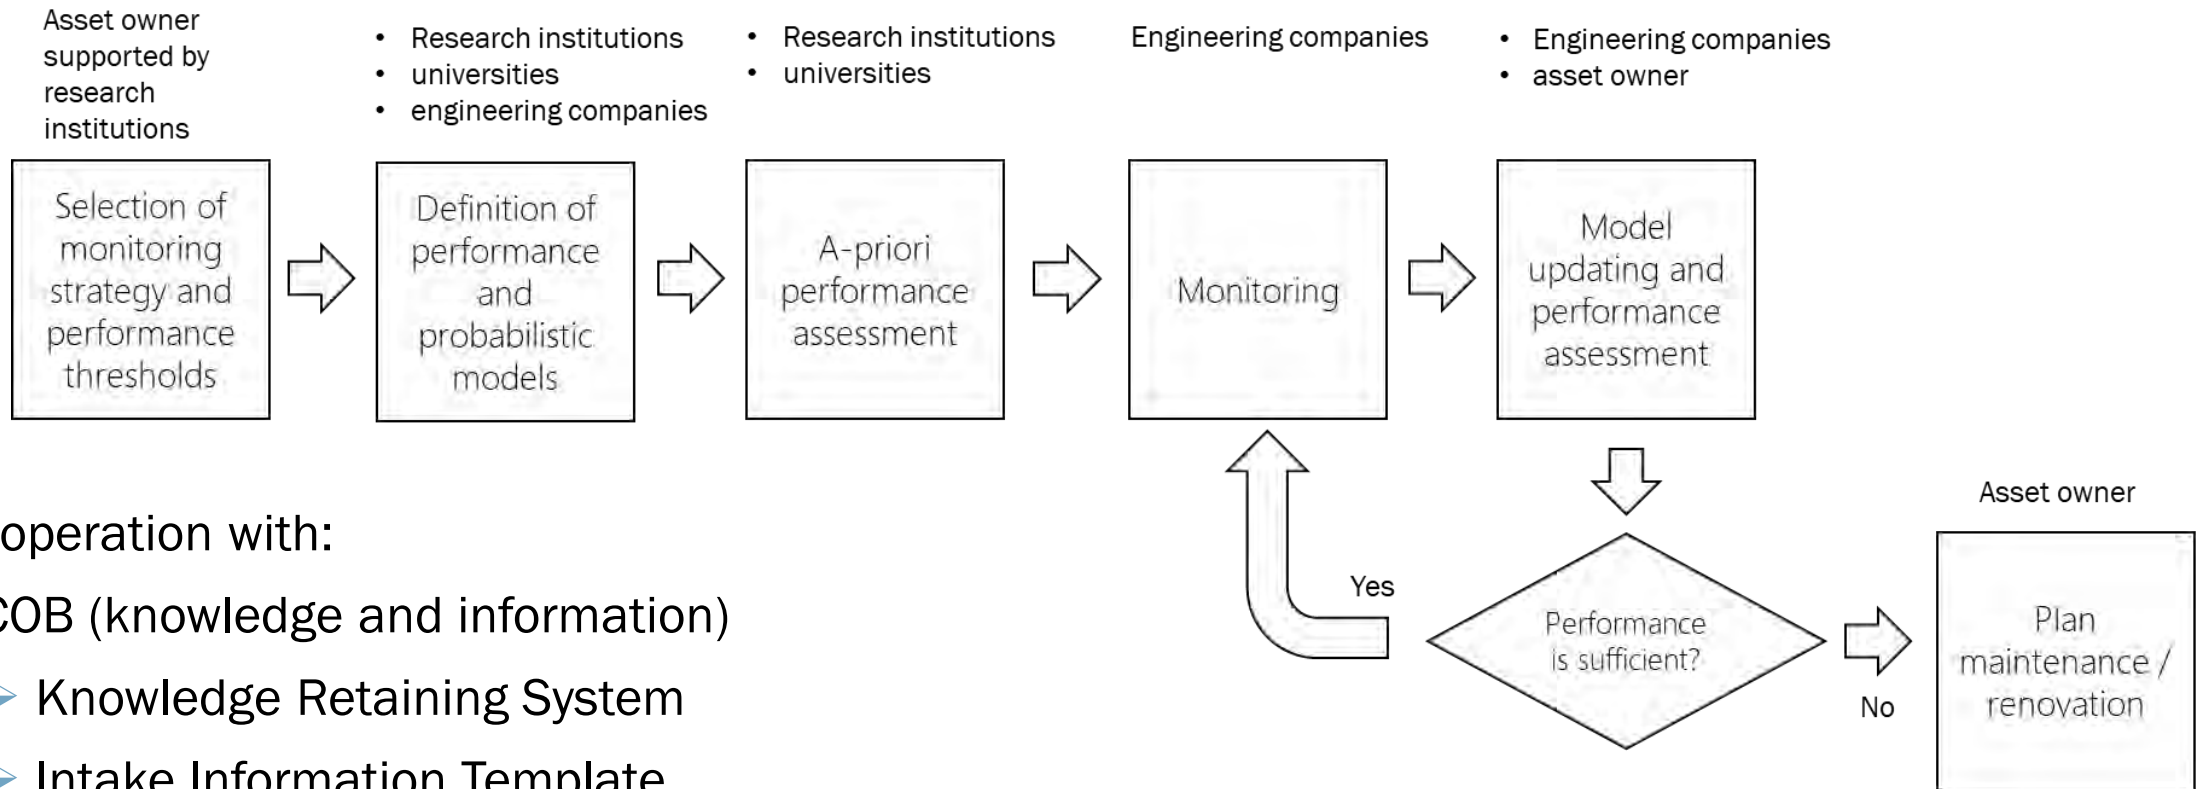 Asset owner
supported by
research
institutions
• Research institutions
• universities
• engineering companies
• Research institutions
• universities
Engineering companies
• Engineering companies
• asset owner
Selection of
monitoring
strategy and
performance
thresholds
Definition of
performance
and
probabilistic
models
A-priori
performance
assessment
Monitoring
Model
updating and
performance
assessment
Asset owner
operation with:
COB (knowledge and information)
➢ Knowledge Retaining System
➢ Intake Information Template
Yes
Performance
is sufficient?
No
Plan
maintenance /
renovation